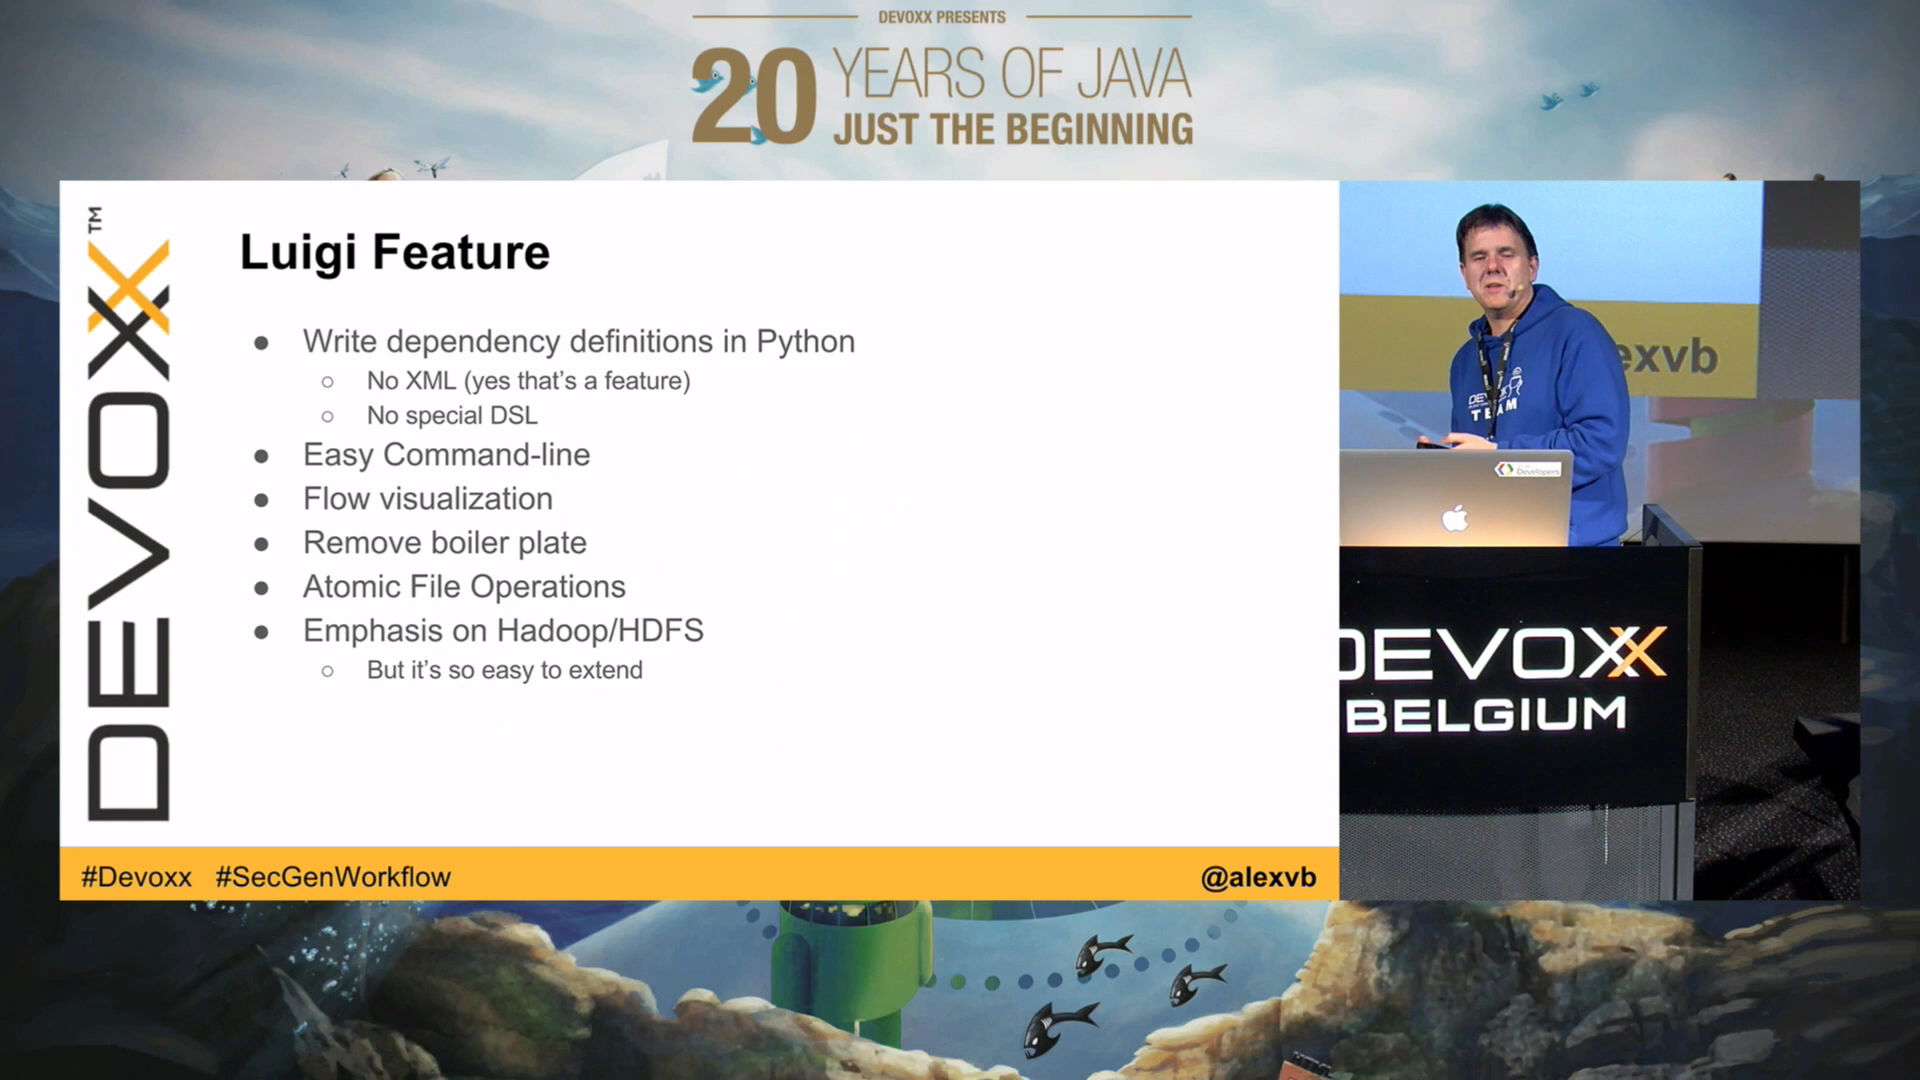 DEVOXX PRESENTS
20 YEARS OF JAVA
JUST THE BEGINNING
DEVOXX™
Luigi Feature
● Write dependency definitions in Python
○ No XML (yes that's a feature)
○ No special DSL
● Easy Command-line
● Flow visualization
● Remove boiler plate
● Atomic File Operations
● Emphasis on Hadoop/HDFS
○ But it's so easy to extend
#Devoxx #SecGenWorkflow
@alexvb
exvb
TEAM
Developers
DEVOXX
BELGIUM